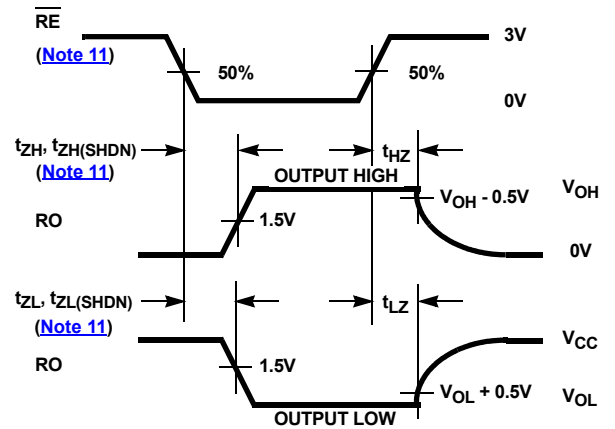 RE
3V
(Note 11)
50%
50%
0V
tZH, tZH(SHDN)
tHZ
(Note 11)
OUTPUT HIGH
VOH - 0.5V
VOH
RO
1.5V
0V
tZL, tZL(SHDN)
tLZ
(Note 11)
VCC
RO
1.5V
VOL + 0.5V
VOL
OUTPUT LOW